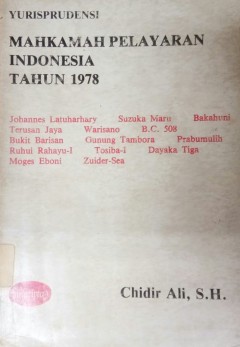 YURISPRUDENSI
MAHKAMAH PELAYARAN
INDONESIA
TAHUN 1978
Johannes Latuharhary Suzuka Maru Bakahuni
Terusan Jaya Warisano B.C. 508
Bukit Barisan Gunung Tambora Prabumulih
Ruhui Rahayu-I Tosiba-i Dayaka Tiga
Moges Eboni Zuider-Sea
Chidir Ali, S.H.